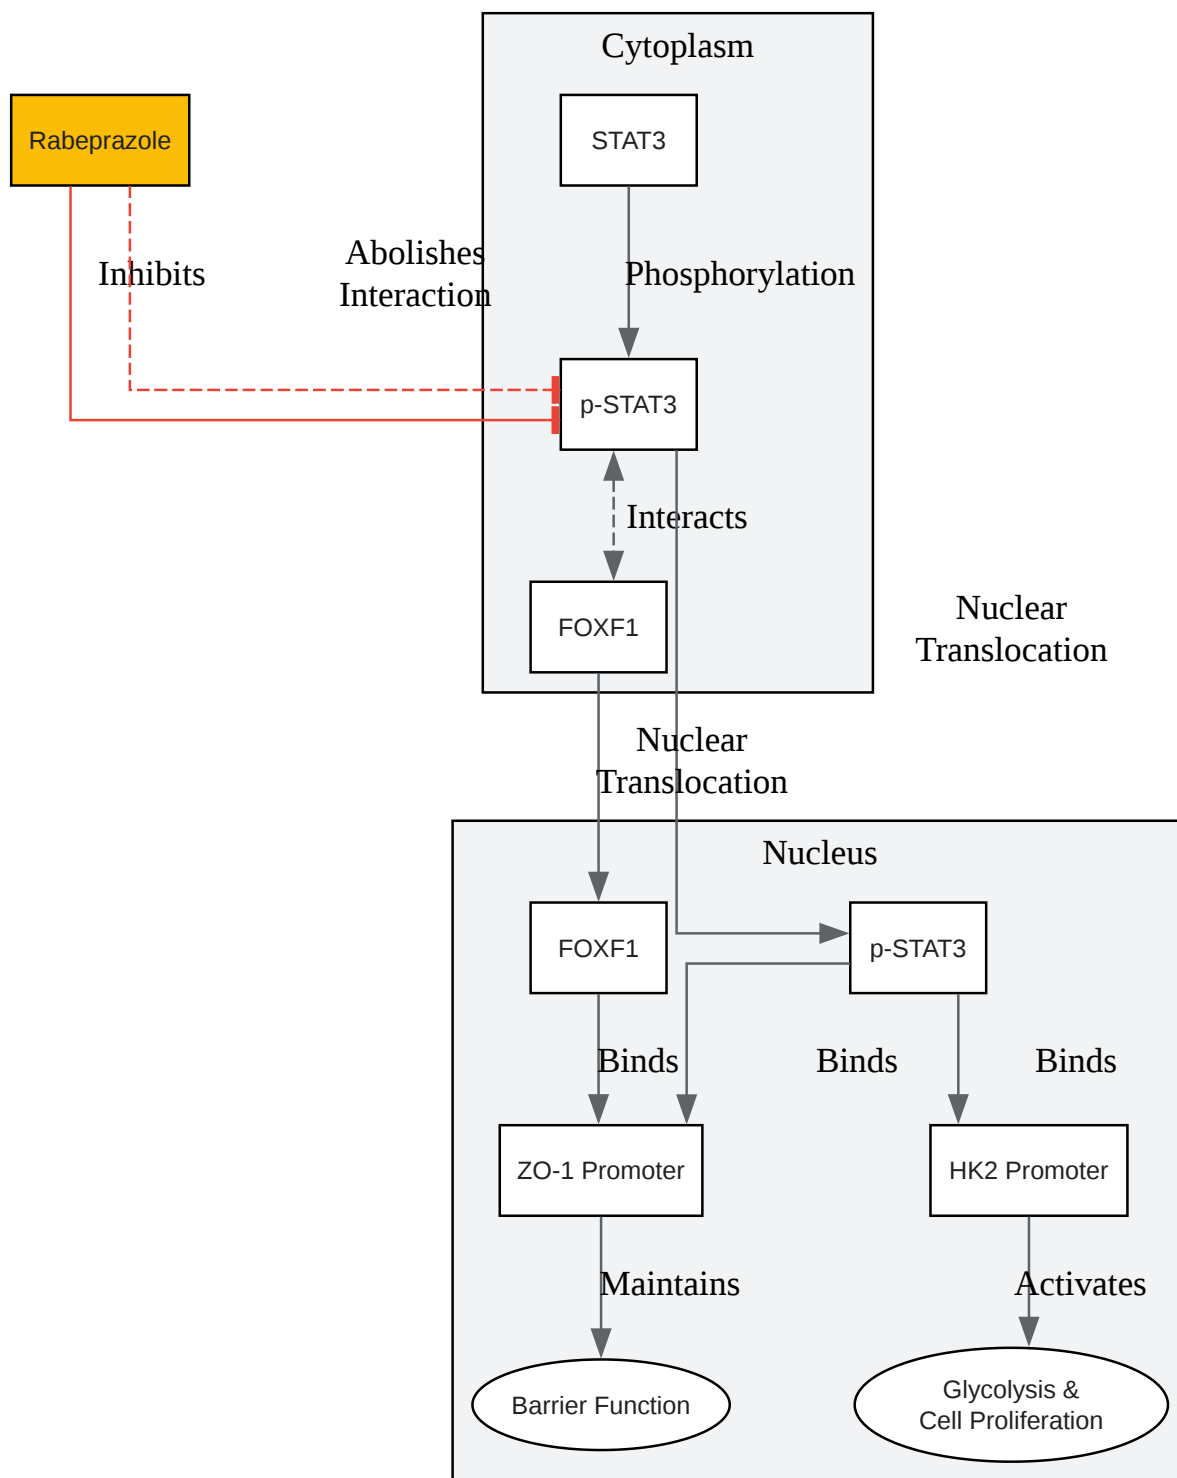 Cytoplasm
Rabeprazole
STAT3
Inhibits
Abolishes
Interaction
Phosphorylation
p-STAT3
Interacts
FOXF1
Nuclear
Translocation
Nuclear
Translocation
Nucleus
FOXF1
p-STAT3
Binds
Binds
Binds
ZO-1 Promoter
HK2 Promoter
Maintains
Activates
Barrier Function
Glycolysis &
Cell Proliferation